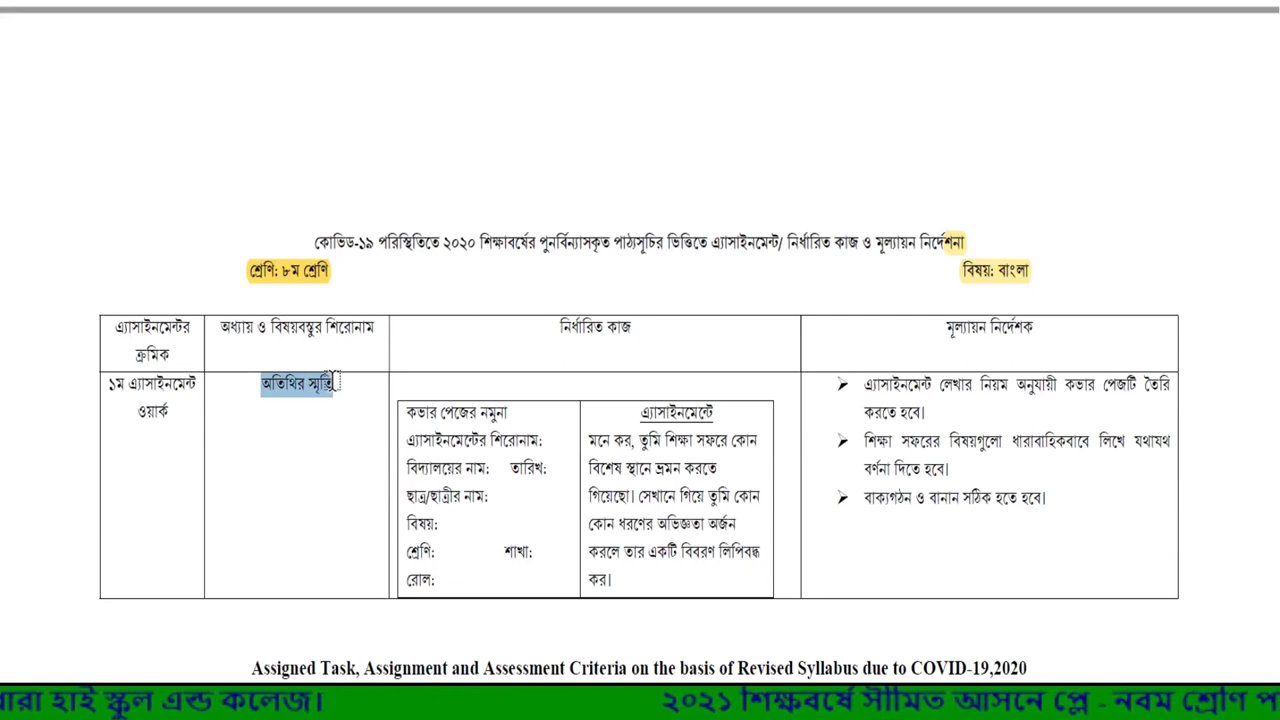 কোভিড-১৯ পরিস্থিতিতে ২০২০ শিক্ষাবর্ষের পুনর্বিন্যাসকৃত পাঠ্যসূচির ভিত্তিতে এ্যাসাইনমেন্ট/ নির্ধারিত কাজ ও মূল্যায়ন নির্দেশনা
শ্রেণি: ৮ম শ্রেণি বিষয়: বাংলা
এ্যাসাইনমেন্টের
ক্রমিক
অধ্যায় ও বিষয়বস্তুর শিরোনাম
নির্ধারিত কাজ
মূল্যায়ন নির্দেশক
১ম এ্যাসাইনমেন্ট
ওয়ার্ক
অতিথির স্মৃতি
কভার পেজের নমুনা
এ্যাসাইনমেন্টের শিরোনাম:
বিদ্যালয়ের নাম: তারিখ:
ছাত্র/ছাত্রীর নাম:
বিষয়:
শ্রেণি: শাখা:
রোল:
এ্যাসাইনমেন্টে
মনে কর, তুমি শিক্ষা সফরে কোন
বিশেষ স্থানে ভ্রমন করতে
গিয়েছো। সেখানে গিয়ে তুমি কোন
কোন ধরণের অভিজ্ঞতা অর্জন
করলে তার একটি বিবরণ লিপিবদ্ধ
কর।
➢ এ্যাসাইনমেন্ট লেখার নিয়ম অনুযায়ী কভার পেজটি তৈরি
করতে হবে।
➢ শিক্ষা সফরের বিষয়গুলো ধারাবাহিকবাবে লিখে যথাযথ
বর্ণনা দিতে হবে।
➢ বাক্যগঠন ও বানান সঠিক হতে হবে।
Assigned Task, Assignment and Assessment Criteria on the basis of Revised Syllabus due to COVID-19,2020
ধারা হাই স্কুল এন্ড কলেজ। ২০২১ শিক্ষবর্ষে সীমিত আসনে প্লে - নবম শ্রেণি প